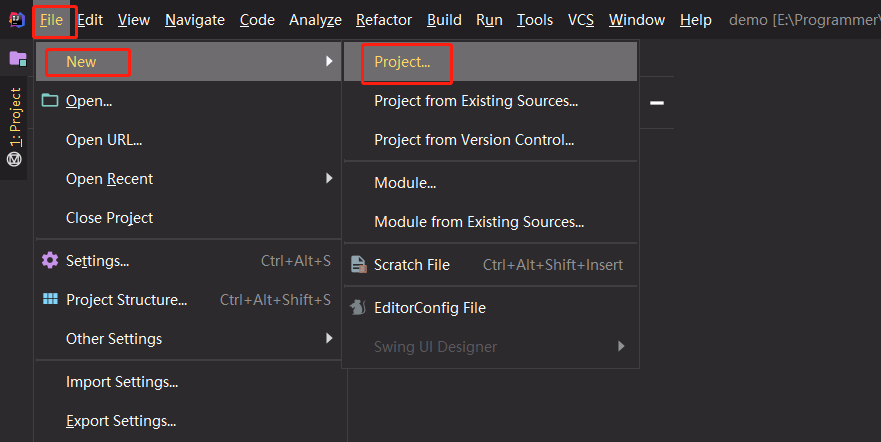 File Edit View Navigate Code Analyze Refactor Build Run Tools VCS Window Help demo [E:\Programmer\
1: Project
New
Open...
Open URL...
Open Recent
Close Project
Settings... Ctrl+Alt+S
Project Structure... Ctrl+Alt+Shift+S
Other Settings
Import Settings...
Export Settings...
Project...
Project from Existing Sources...
Project from Version Control...
Module...
Module from Existing Sources...
Scratch File Ctrl+Alt+Shift+Insert
EditorConfig File
Swing UI Designer